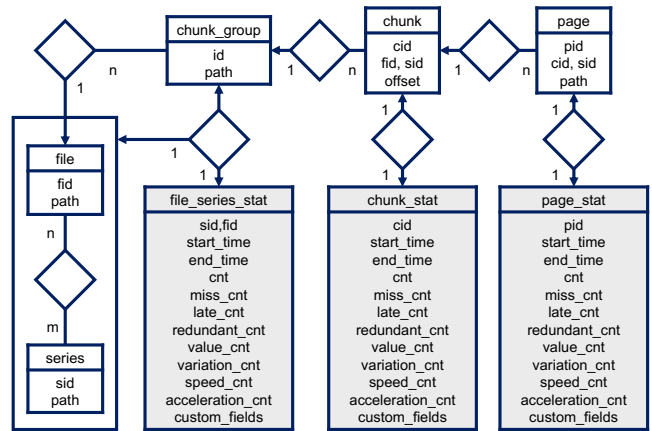 chunk_group
id
path
chunk
cid
fid, sid
offset
page
pid
cid, sid
path
n
1
1
n
1
n
1
1
1
1
1
1
file
fid
path
n
m
series
sid
path
file_series_stat
sid,fid
start_time
end_time
cnt
miss_cnt
late_cnt
redundant_cnt
value_cnt
variation_cnt
speed_cnt
acceleration_cnt
custom_fields
chunk_stat
cid
start_time
end_time
cnt
miss_cnt
late_cnt
redundant_cnt
value_cnt
variation_cnt
speed_cnt
acceleration_cnt
custom_fields
page_stat
pid
start_time
end_time
cnt
miss_cnt
late_cnt
redundant_cnt
value_cnt
variation_cnt
speed_cnt
acceleration_cnt
custom_fields